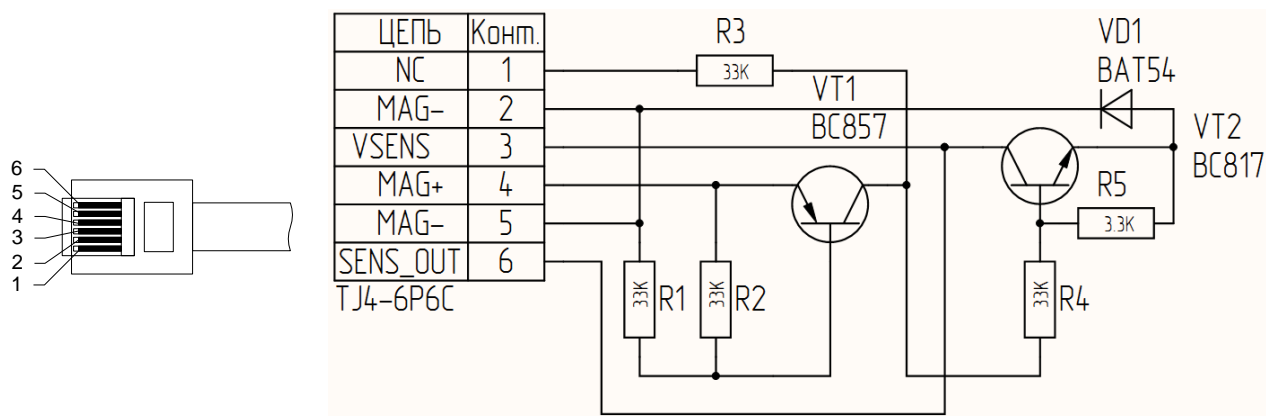 6
5
4
3
2
1
ЦЕПЬ Конт.
NC 1
MAG- 2
VSENS 3
MAG+ 4
MAG- 5
SENS_OUT 6
TJ4-6P6C
R3
33K
VD1
BAT54
VT1
BC857
VT2
BC817
R5
3.3K
33K R1
33K R2
33K R4